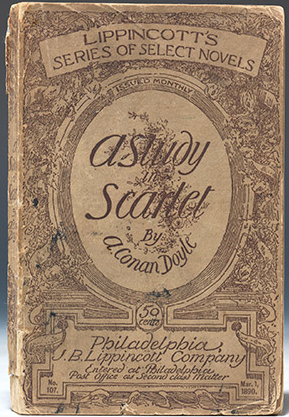 LIPPINCOTT'S
SERIES OF SELECT NOVELS
ISSUED MONTHLY
A Study
in
Scarlet
By
A. Conan Doyle
50
cents
Philadelphia,
J. B. Lippincott Company
Entered at Philadelphia
Post Office as Second class Matter
No.
107.
Mar. 1,
1890.